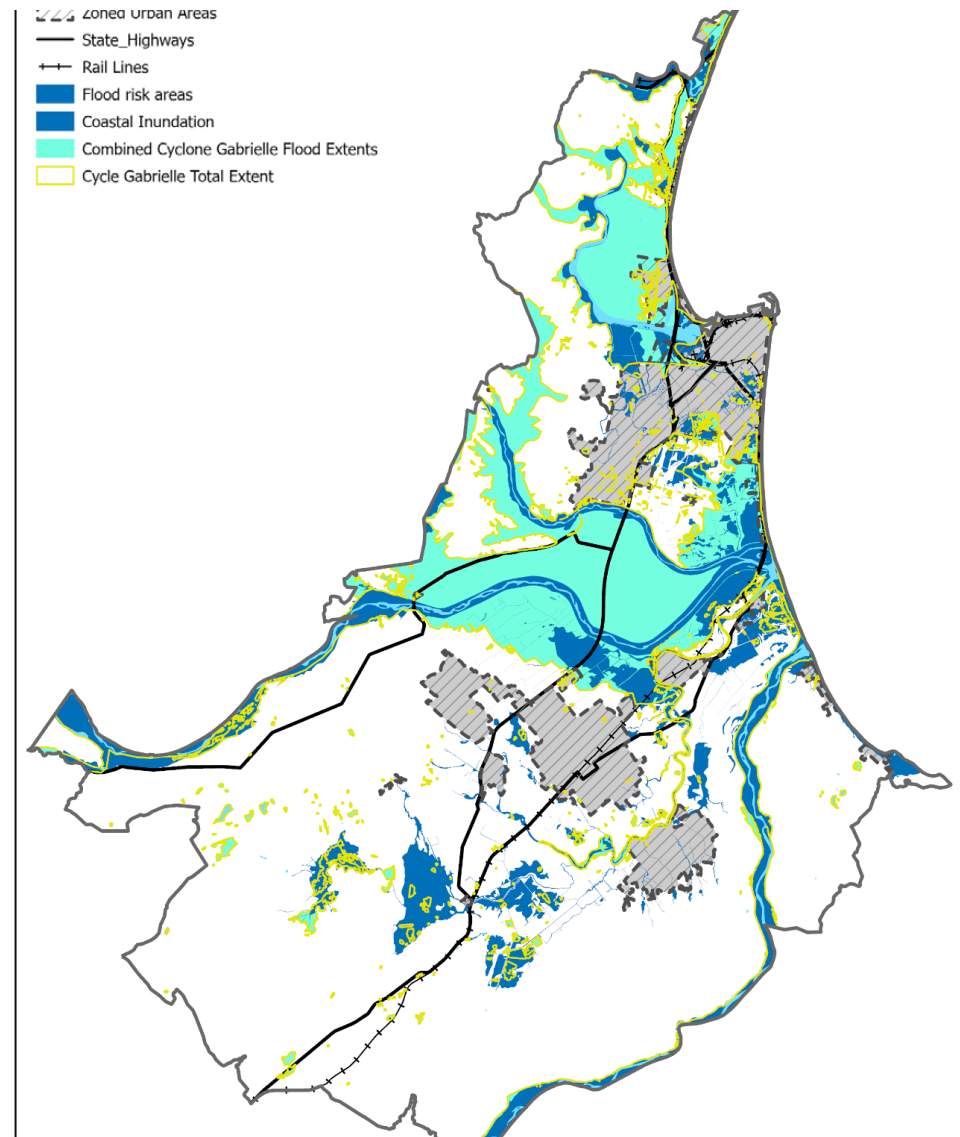 Zoned Urban Areas
State_Highways
Rail Lines
Flood risk areas
Coastal Inundation
Combined Cyclone Gabrielle Flood Extents
Cycle Gabrielle Total Extent